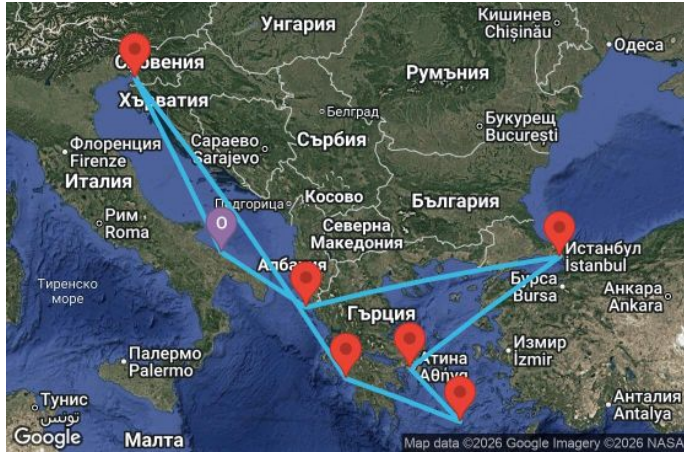 Унгария
Кишинев
Chișinău
Одеса
Словения
Румъния
Хърватия
Белград
Букурещ
București
Флоренция
Firenze
Сараево
Sarajevo
Сърбия
Италия
Подгорица
Косово
България
Рим
Roma
О
Северна
Македония
Истанбул
İstanbul
Албания
Тиренско
море
Бурса
Bursa
Анкара
Ankara
Гърция
Палермо
Palermo
Атина
Αθήνα
Измир
İzmir
Тунис
تونس
Анталия
Antalya
Google
Малта
Map data ©2026 Google Imagery ©2026 NASA